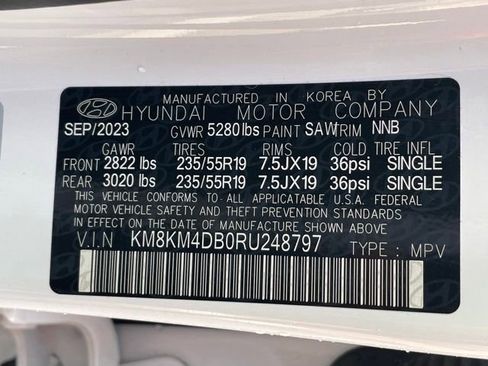 MANUFACTURED IN KOREA BY
HYUNDAI MOTOR COMPANY
SEP/2023 GVWR 5280 lbs PAINT SAW TRIM NNB
GAWR TIRES RIMS COLD TIRE INFL
FRONT 2822 lbs 235/55R19 7.5JX19 36psi SINGLE
REAR 3020 lbs 235/55R19 7.5JX19 36psi SINGLE
THIS VEHICLE CONFORMS TO ALL APPLICABLE U.S.A. FEDERAL
MOTOR VEHICLE SAFETY AND THEFT PREVENTION STANDARDS
IN EFFECT ON THE DATE OF MANUFACTURE SHOWN ABOVE
V.I.N KM8KM4DB0RU248797 TYPE : MPV